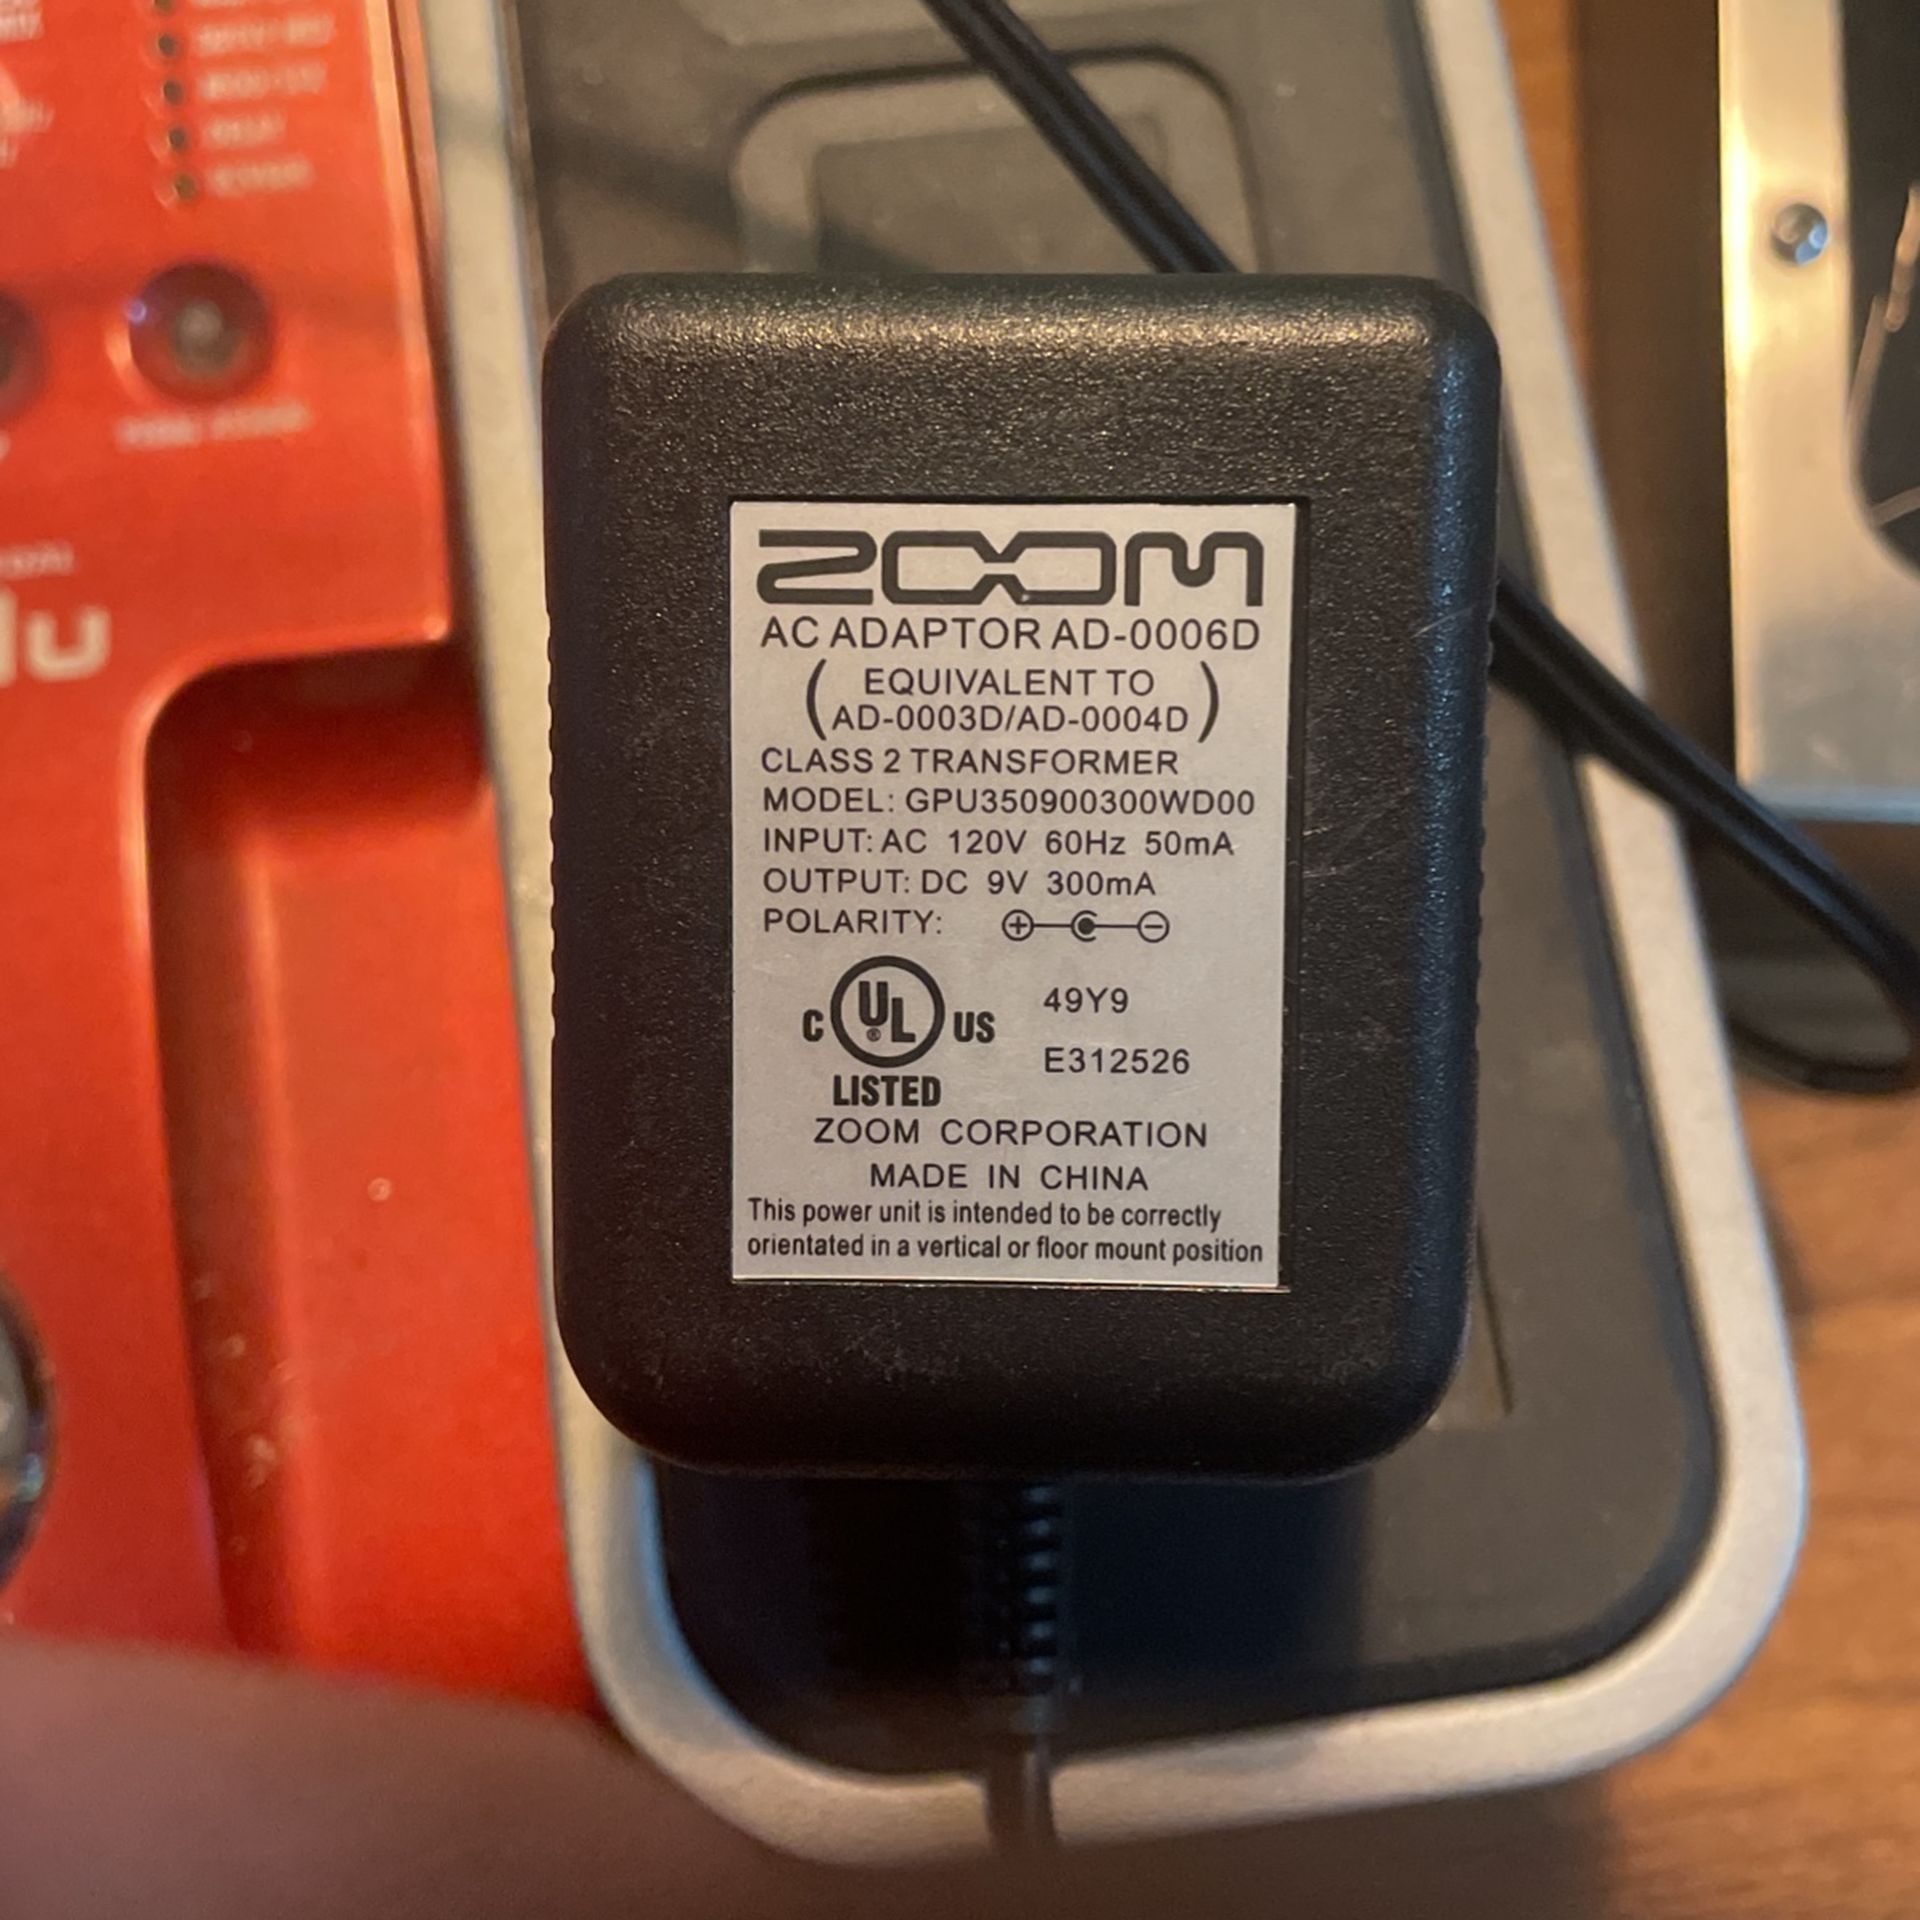 ZOOM
AC ADAPTOR AD-0006D
( EQUIVALENT TO
AD-0003D/AD-0004D )
CLASS 2 TRANSFORMER
MODEL: GPU350900300WD00
INPUT: AC 120V 60Hz 50mA
OUTPUT: DC 9V 300mA
POLARITY: + -
C UL ® US
LISTED
49Y9
E312526
ZOOM CORPORATION
MADE IN CHINA
This power unit is intended to be correctly
orientated in a vertical or floor mount position